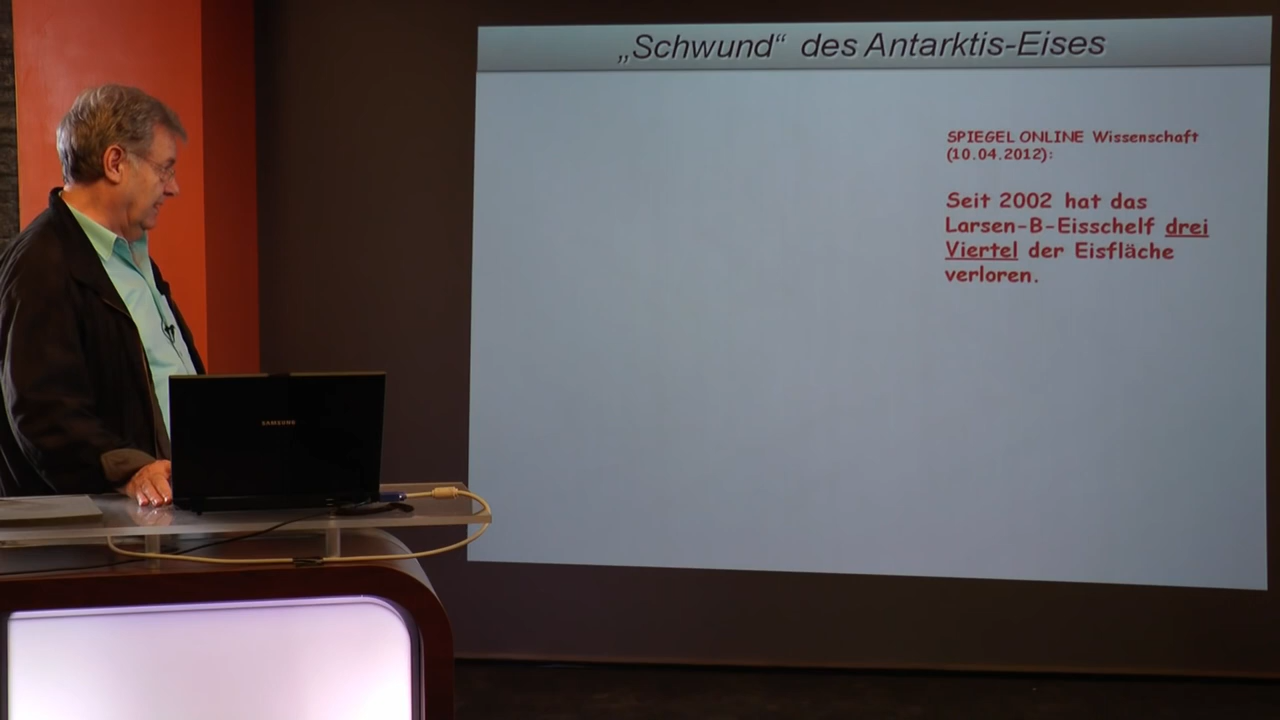 „Schwund“ des Antarktis-Eises
SPIEGEL ONLINE Wissenschaft
(10.04.2012):
Seit 2002 hat das
Larsen-B-Eisschelf drei
Viertel der Eisfläche
verloren.
SAMSUNG